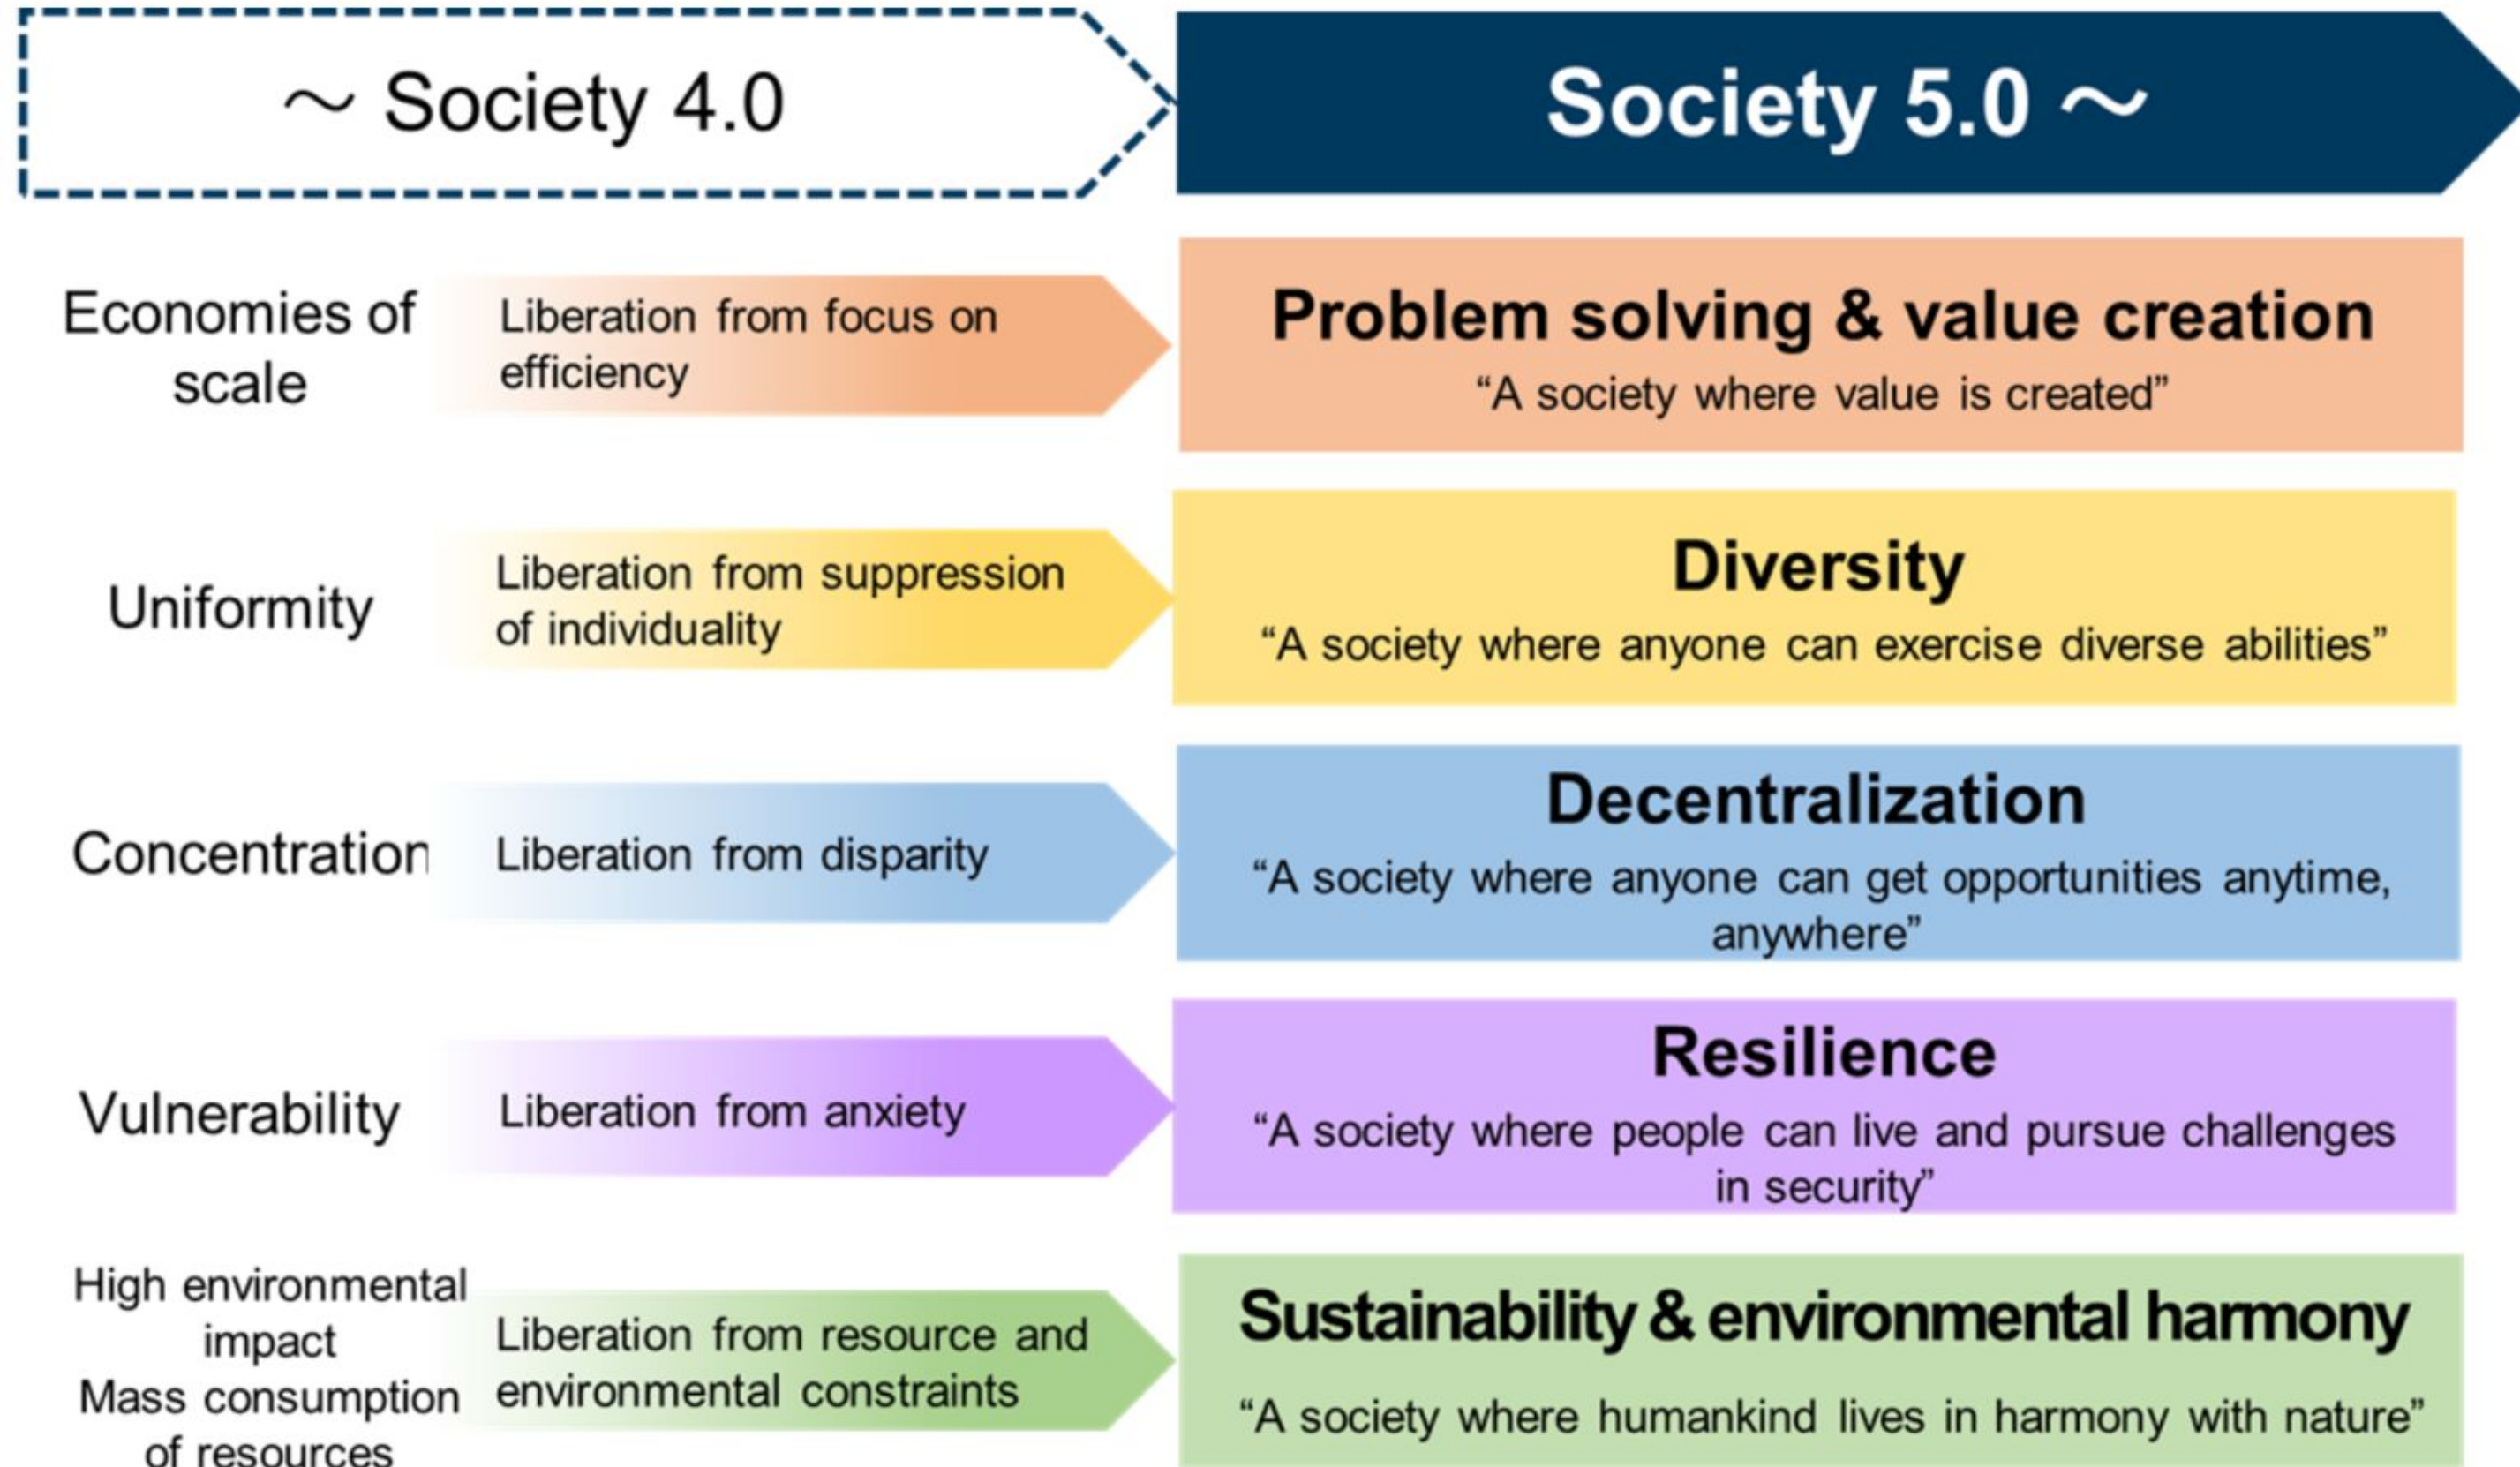 ～ Society 4.0
Society 5.0 ～
Economies of
scale
Liberation from focus on
efficiency
Problem solving & value creation
“A society where value is created”
Uniformity
Liberation from suppression
of individuality
Diversity
“A society where anyone can exercise diverse abilities”
Concentration
Liberation from disparity
Decentralization
“A society where anyone can get opportunities anytime,
anywhere”
Vulnerability
Liberation from anxiety
Resilience
“A society where people can live and pursue challenges
in security”
High environmental
impact
Mass consumption
of resources
Liberation from resource and
environmental constraints
Sustainability & environmental harmony
“A society where humankind lives in harmony with nature”